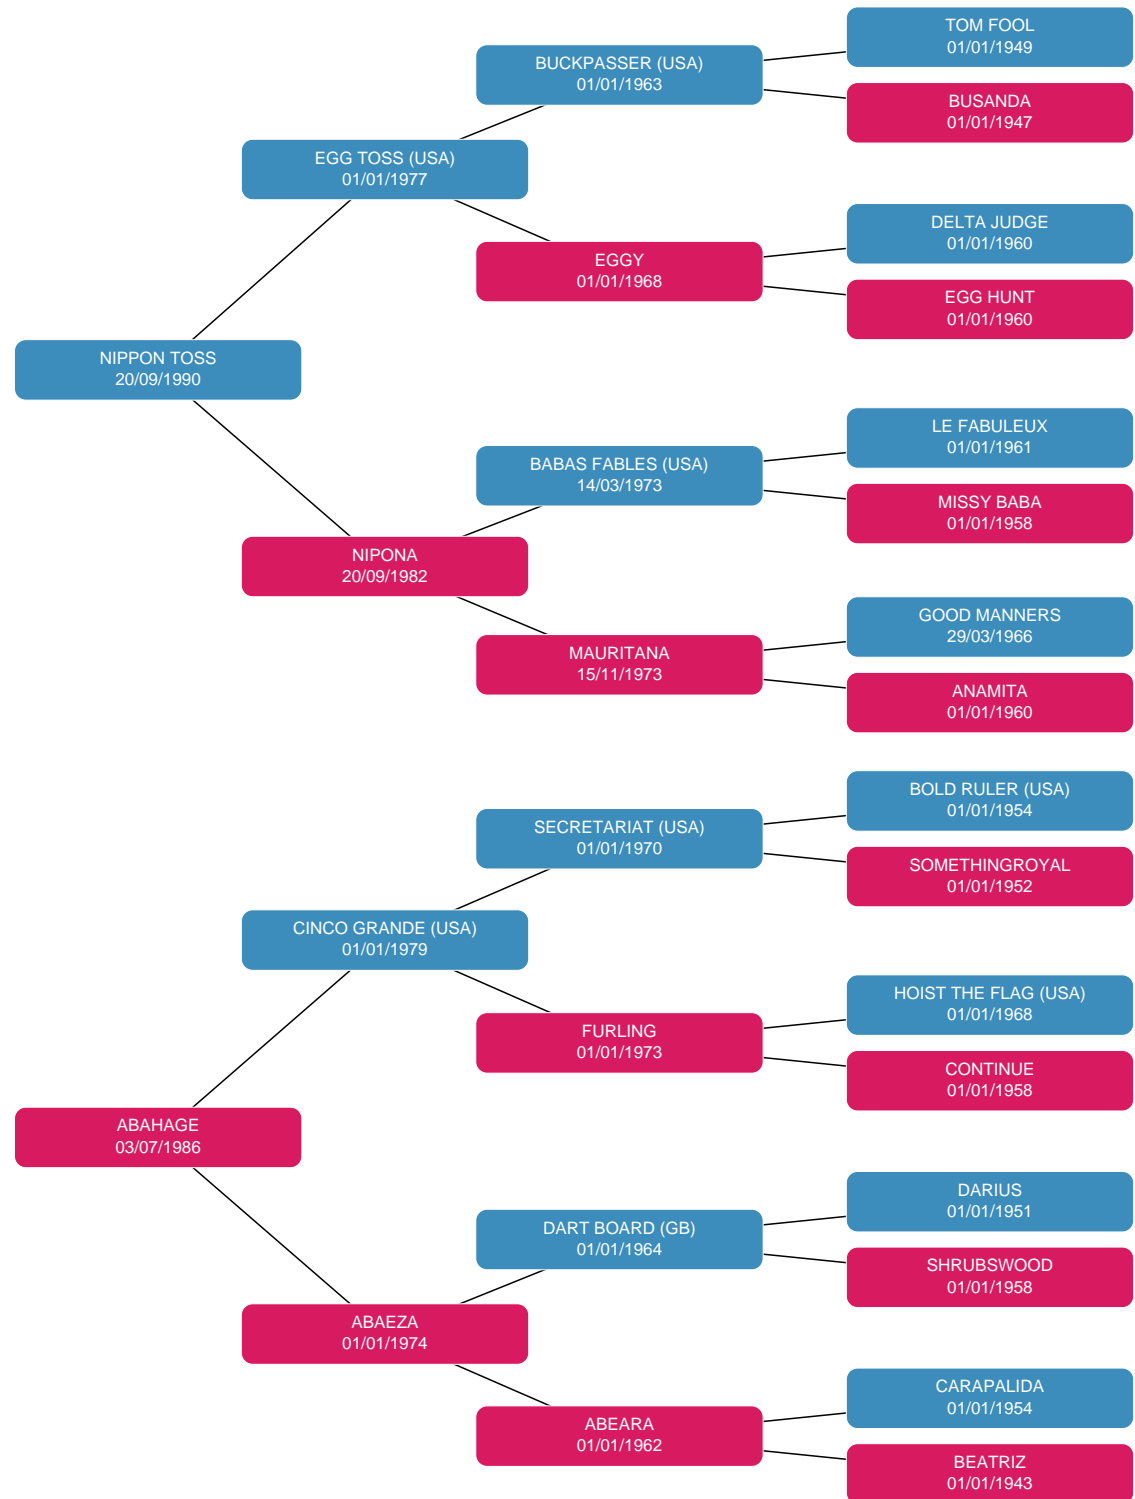 TOM FOOL
01/01/1949
BUCKPASSER (USA)
01/01/1963
BUSANDA
01/01/1947
EGG TOSS (USA)
01/01/1977
DELTA JUDGE
01/01/1960
EGGY
01/01/1968
EGG HUNT
01/01/1960
NIPPON TOSS
20/09/1990
LE FABULEUX
01/01/1961
BABAS FABLES (USA)
14/03/1973
MISSY BABA
01/01/1958
NIPONA
20/09/1982
GOOD MANNERS
29/03/1966
MAURITANA
15/11/1973
ANAMITA
01/01/1960
BOLD RULER (USA)
01/01/1954
SECRETARIAT (USA)
01/01/1970
SOMETHINGROYAL
01/01/1952
CINCO GRANDE (USA)
01/01/1979
HOIST THE FLAG (USA)
01/01/1968
FURLING
01/01/1973
CONTINUE
01/01/1958
ABAHAGE
03/07/1986
DARIUS
01/01/1951
DART BOARD (GB)
01/01/1964
SHRUBSWOOD
01/01/1958
ABAEZA
01/01/1974
CARAPALIDA
01/01/1954
ABEARA
01/01/1962
BEATRIZ
01/01/1943